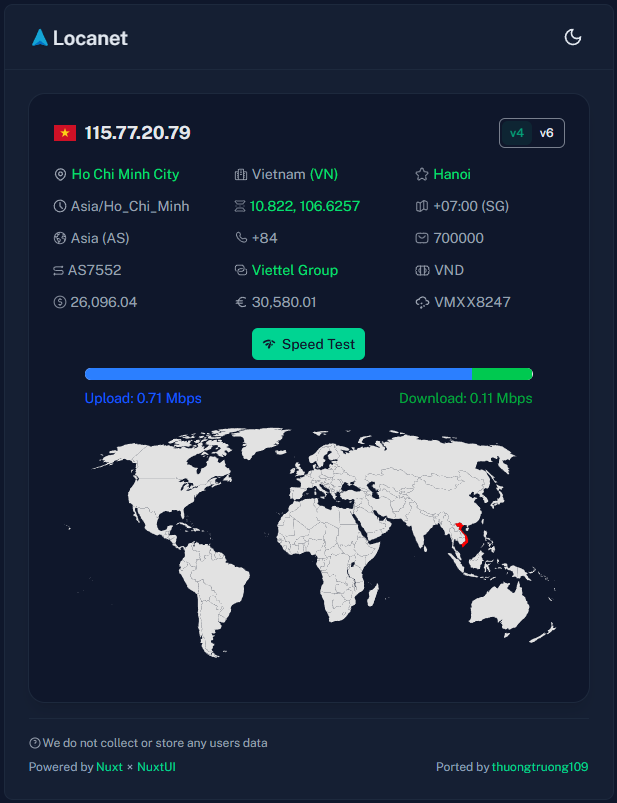 Locanet
115.77.20.79 v4 v6
Ho Chi Minh City Vietnam (VN) Hanoi
Asia/Ho_Chi_Minh 10.822, 106.6257 +07:00 (SG)
Asia (AS) +84 700000
AS7552 Viettel Group VND
26,096.04 30,580.01 VMXX8247
Speed Test
Upload: 0.71 Mbps Download: 0.11 Mbps
We do not collect or store any users data
Powered by Nuxt × NuxtUI Ported by thuongtruong109